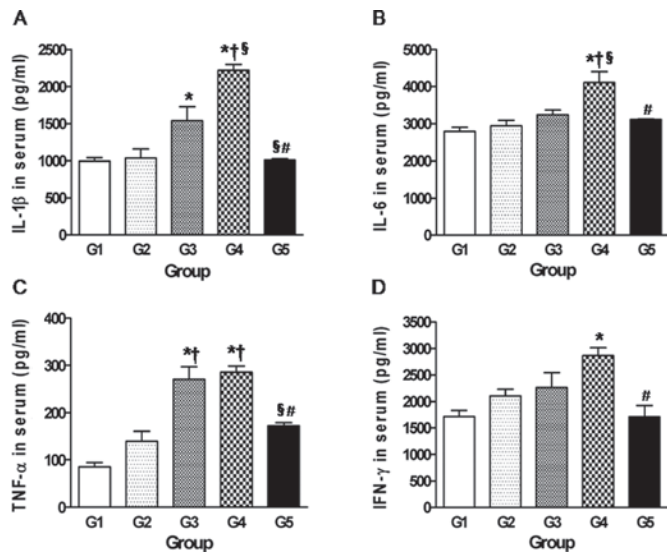 A
IL-1β in serum (pg/ml)
2500
2000
1500
1000
500
0
*
*†§
§#
G1 G2 G3 G4 G5
Group
B
IL-6 in serum (pg/ml)
6000
5000
4000
3000
2000
1000
0
*†§
#
G1 G2 G3 G4 G5
Group
C
TNF-α in serum (pg/ml)
400
300
200
100
0
*†
*†
§#
G1 G2 G3 G4 G5
Group
D
IFN-γ in serum (pg/ml)
3500
3000
2500
2000
1500
1000
500
0
*
#
G1 G2 G3 G4 G5
Group